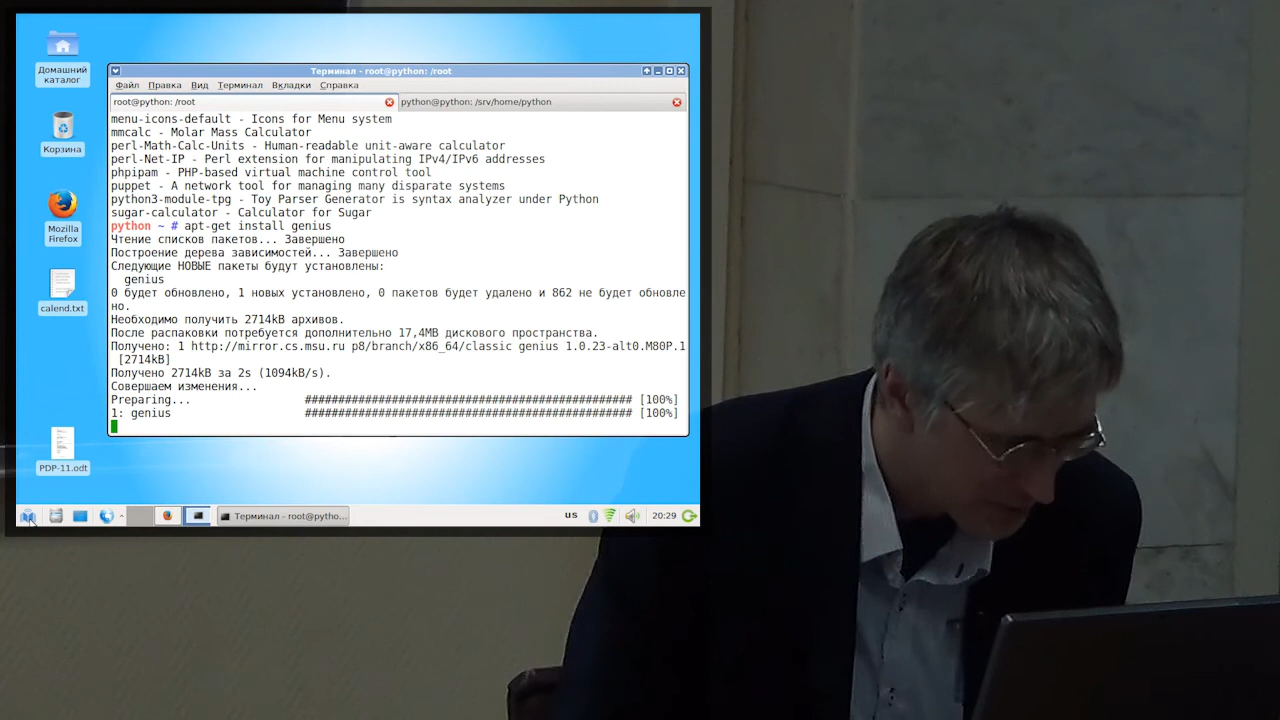 Домашний
каталог
Корзина
Mozilla
Firefox
calend.txt
PDP-11.odt
Терминал - root@python: /root
Файл Правка Вид Терминал Вкладки Справка
root@python: /root
python@python: /srv/home/python
menu-icons-default - Icons for Menu system
mmcalc - Molar Mass Calculator
perl-Math-Calc-Units - Human-readable unit-aware calculator
perl-Net-IP - Perl extension for manipulating IPv4/IPv6 addresses
phpipam - PHP-based virtual machine control tool
puppet - A network tool for managing many disparate systems
python3-module-tpg - Toy Parser Generator is syntax analyzer under Python
sugar-calculator - Calculator for Sugar
python ~ # apt-get install genius
Чтение списков пакетов... Завершено
Построение дерева зависимостей... Завершено
Следующие НОВЫЕ пакеты будут установлены:
genius
0 будет обновлено, 1 новых установлено, 0 пакетов будет удалено и 862 не будет обновле
но.
Необходимо получить 2714kB архивов.
После распаковки потребуется дополнительно 17,4MB дискового пространства.
Получено: 1 http://mirror.cs.msu.ru p8/branch/x86_64/classic genius 1.0.23-alt0.M80P.1
[2714kB]
Получено 2714kB за 2s (1094kB/s).
Совершаем изменения...
Preparing... ################################################# [100%]
1: genius ################################################# [100%]
Терминал - root@pytho...
us
20:29